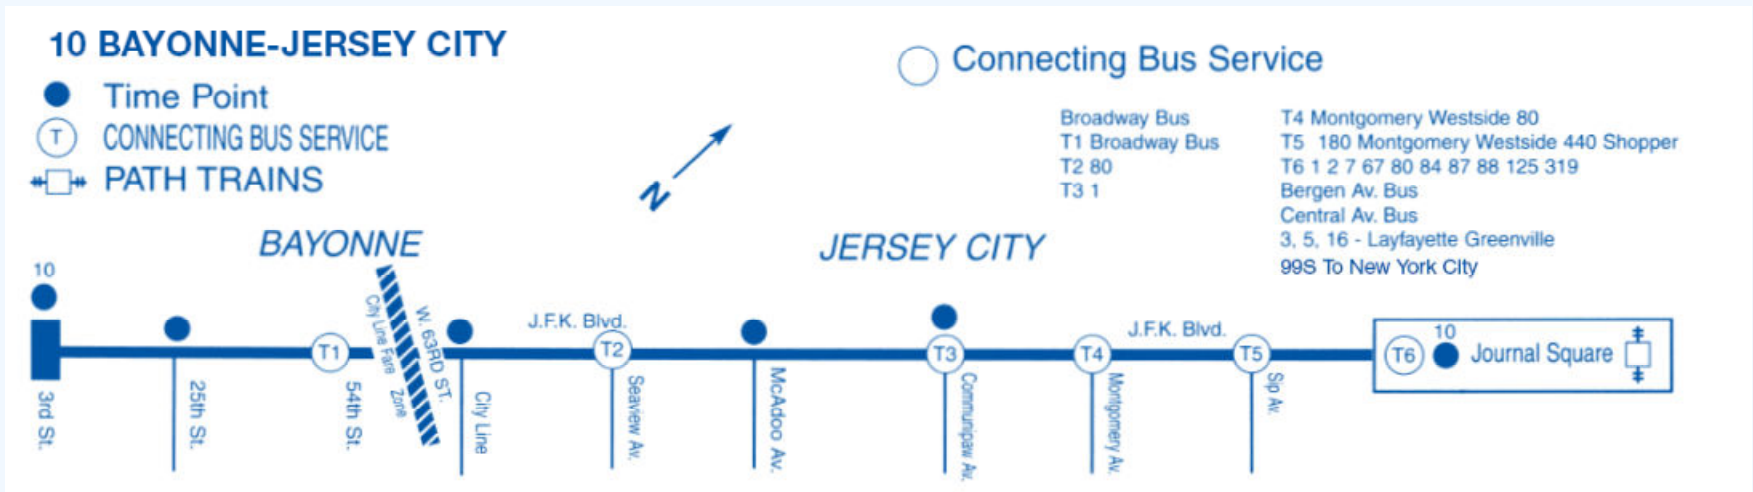 10 BAYONNE-JERSEY CITY
Time Point
T CONNECTING BUS SERVICE
PATH TRAINS
Connecting Bus Service
Broadway Bus
T1 Broadway Bus
T2 80
T3 1
T4 Montgomery Westside 80
T5 180 Montgomery Westside 440 Shopper
T6 1 2 7 67 80 84 87 88 125 319
Bergen Av. Bus
Central Av. Bus
3, 5, 16 - Layfayette Greenville
99S To New York CIty
N
BAYONNE
JERSEY CITY
10
3rd St.
25th St.
T1
54th St.
City Line Fare
Zone
W. 63RD ST.
City Line
J.F.K. Blvd.
T2
Seaview Av.
McAdoo Av.
T3
Communipaw Av.
T4
Montgomery Av.
J.F.K. Blvd.
T5
Sip Av.
T6
10
Journal Square